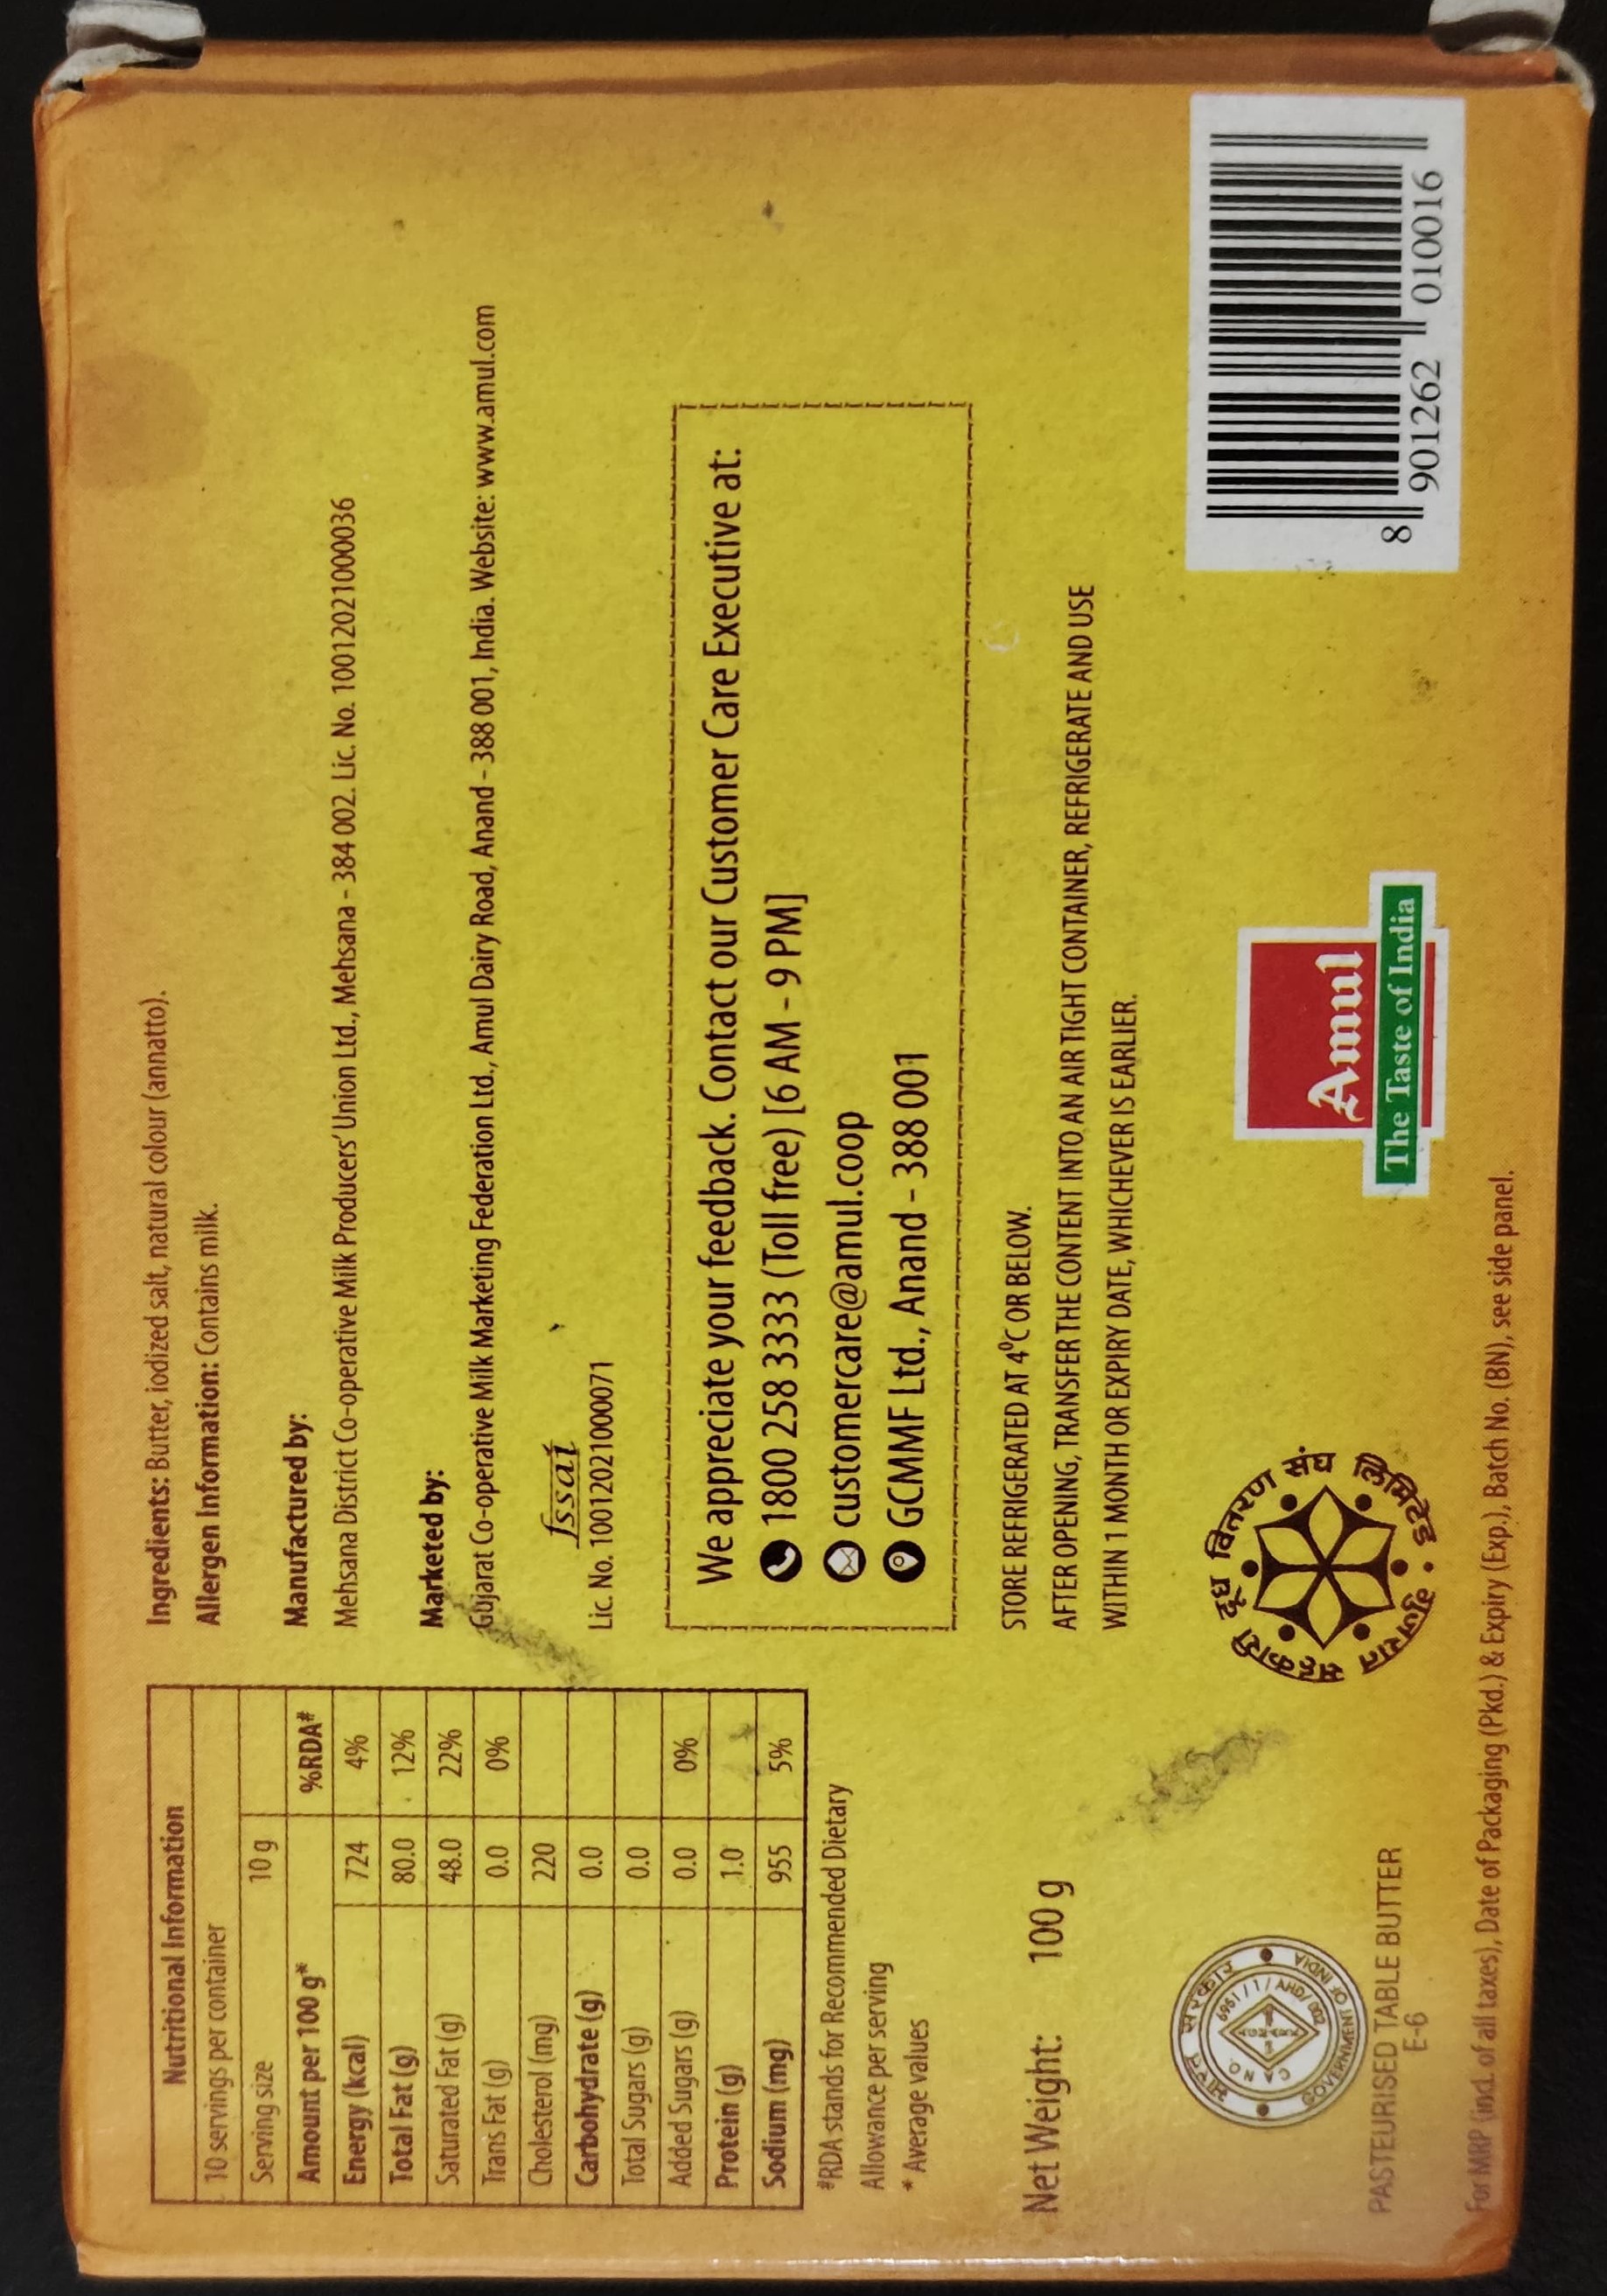 Nutritional Information
10 servings per container
Serving size 10 g
Amount per 100 g* %RDA#
Energy (kcal) 724 4%
Total Fat (g) 80.0 12%
Saturated Fat (g) 48.0 22%
Trans Fat (g) 0.0 0%
Cholesterol (mg) 220
Carbohydrate (g) 0.0
Total Sugars (g) 0.0
Added Sugars (g) 0.0 0%
Protein (g) 1.0
Sodium (mg) 955 5%
#RDA stands for Recommended Dietary
Allowance per serving
* Average values
Net Weight: 100 g
Ingredients: Butter, iodized salt, natural colour (annatto).
Allergen Information: Contains milk.
Manufactured by:
Mehsana District Co-operative Milk Producers' Union Ltd., Mehsana - 384 002. Lic. No. 10012021000036
Marketed by:
Gujarat Co-operative Milk Marketing Federation Ltd., Amul Dairy Road, Anand - 388 001, India. Website: www.amul.com
fssai
Lic. No. 10012021000071
We appreciate your feedback. Contact our Customer Care Executive at:
1800 258 3333 (Toll free) [6 AM - 9 PM]
customercare@amul.coop
GCMMF Ltd., Anand - 388 001
STORE REFRIGERATED AT 4°C OR BELOW.
AFTER OPENING, TRANSFER THE CONTENT INTO AN AIR TIGHT CONTAINER, REFRIGERATE AND USE
WITHIN 1 MONTH OR EXPIRY DATE, WHICHEVER IS EARLIER.
भारत सरकार
GOVERNMENT OF INDIA
CA NO. 002/AHD/1/1969
PASTEURISED TABLE BUTTER
E-6
गुजरात सहकारी दूध वितरण संघ लिमिटेड
Amul
The Taste of India
8 901262 010016
For MRP (incl. of all taxes), Date of Packaging (Pkd.) & Expiry (Exp.), Batch No. (BN), see side panel.